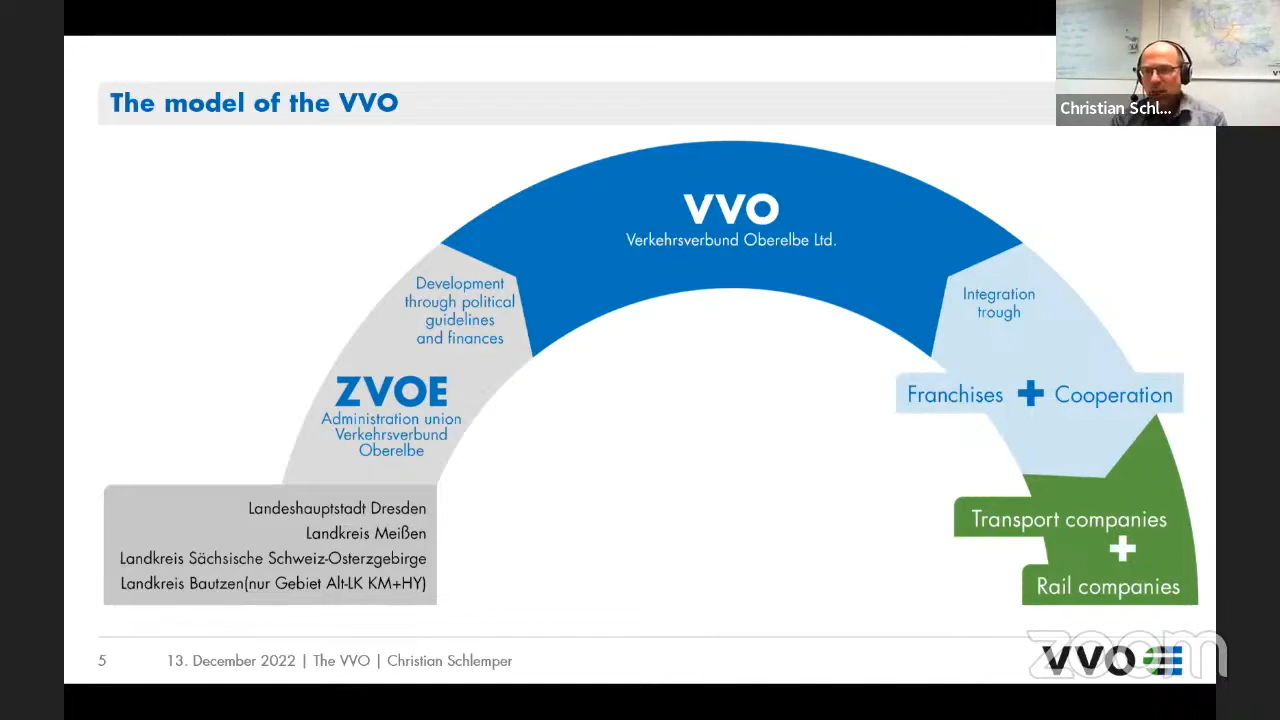 The model of the VVO
Christian Schl...
VVO
Verkehrsverbund Oberelbe Ltd.
Development
through political
guidelines
and finances
ZVOE
Administration union
Verkehrsverbund
Oberelbe
Landeshauptstadt Dresden
Landkreis Meißen
Landkreis Sächsische Schweiz-Osterzgebirge
Landkreis Bautzen(nur Gebiet Alt-LK KM+HY)
Integration
trough
Franchises + Cooperation
Transport companies
+
Rail companies
5 13. December 2022 | The VVO | Christian Schlemper
VVO
zoom